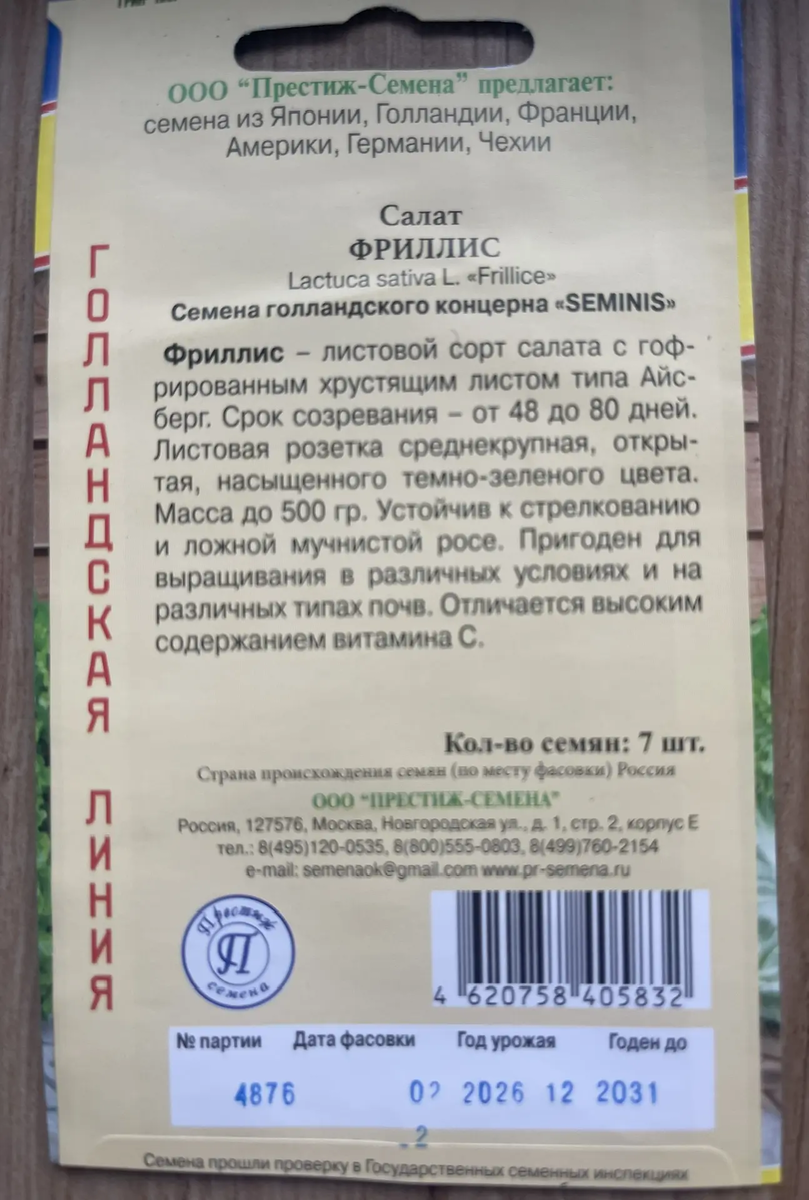 ООО “Престиж-Семена” предлагает:
семена из Японии, Голландии, Франции,
Америки, Германии, Чехии
Салат
ФРИЛЛИС
Lactuca sativa L. «Frillice»
Семена голландского концерна «SEMINIS»
Фриллис – листовой сорт салата с гоф-
рированным хрустящим листом типа Айс-
берг. Срок созревания – от 48 до 80 дней.
Листовая розетка среднекрупная, откры-
тая, насыщенного темно-зеленого цвета.
Масса до 500 гр. Устойчив к стрелкованию
и ложной мучнистой росе. Пригоден для
выращивания в различных условиях и на
различных типах почв. Отличается высоким
содержанием витамина С.
ГОЛЛАНДСКАЯ ЛИНИЯ
Кол-во семян: 7 шт.
Страна происхождения семян (по месту фасовки) Россия
ООО “ПРЕСТИЖ-СЕМЕНА”
Россия, 127576, Москва, Новгородская ул., д. 1, стр. 2, корпус Е
тел.: 8(495)120-0535, 8(800)555-0803, 8(499)760-2154
e-mail: semenaok@gmail.com www.pr-semena.ru
Престиж
П
семена
4 620758 405832
№ партии Дата фасовки Год урожая Годен до
4876 02 2026 12 2031
2
Семена прошли проверку в Государственных семенных инспекциях